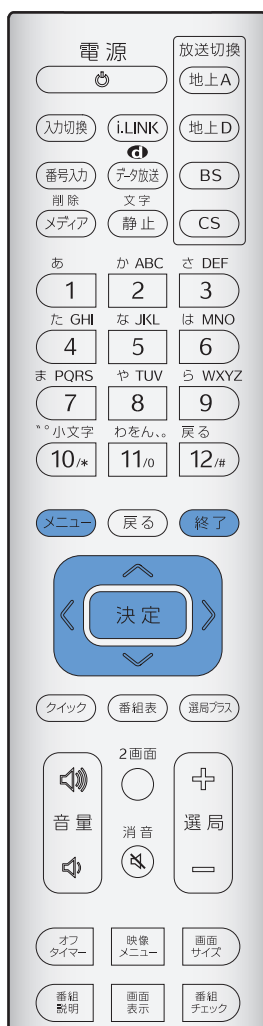 電源
放送切換
地上A
入力切換
i.LINK
地上D
d
番号入力
データ放送
BS
削除
文字
メディア
静止
CS
あ
か ABC
さ DEF
1
2
3
た GHI
な JKL
は MNO
4
5
6
ま PQRS
や TUV
ら WXYZ
7
8
9
゛゜小文字
わをん、。
戻る
10/*
11/0
12/#
メニュー
戻る
終了
決定
クイック
番組表
選局プラス
2画面
音量
消音
選局
オフ
タイマー
映像
メニュー
画面
サイズ
番組
説明
画面
表示
番組
チェック